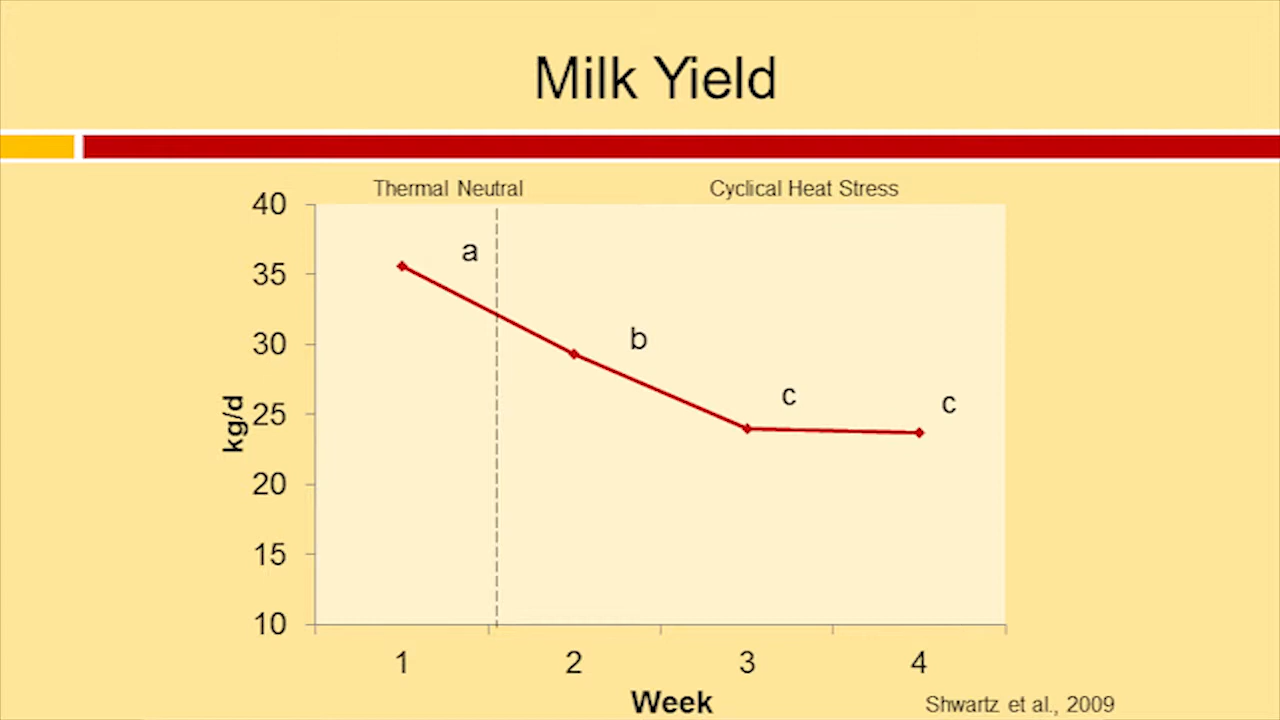 Milk Yield
Thermal Neutral Cyclical Heat Stress
40
35
30
25
20
15
10
kg/d
a
b
c
c
1 2 3 4
Week
Shwartz et al., 2009